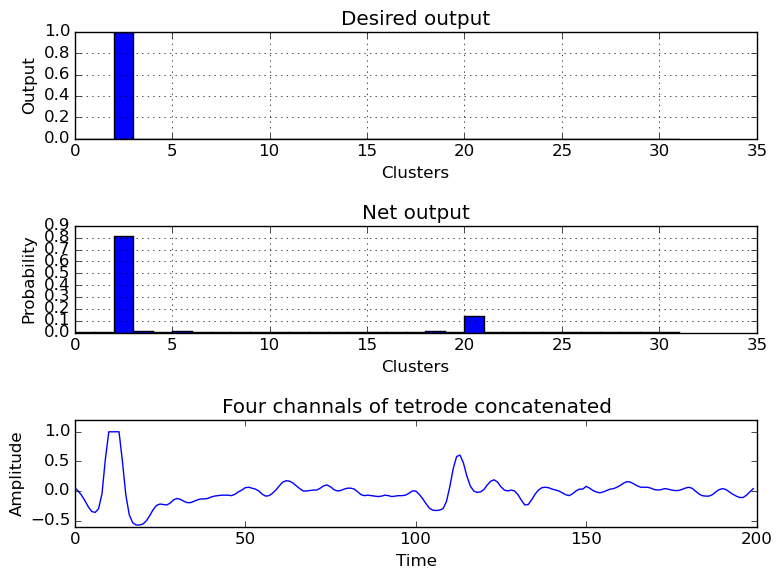 Desired output
1.0
0.8
0.6
0.4
0.2
0.0
Output
0 5 10 15 20 25 30 35
Clusters
Net output
0.9
0.8
0.7
0.6
0.5
0.4
0.3
0.2
0.1
0.0
Probability
0 5 10 15 20 25 30 35
Clusters
Four channals of tetrode concatenated
1.0
0.5
0.0
−0.5
Amplitude
0 50 100 150 200
Time